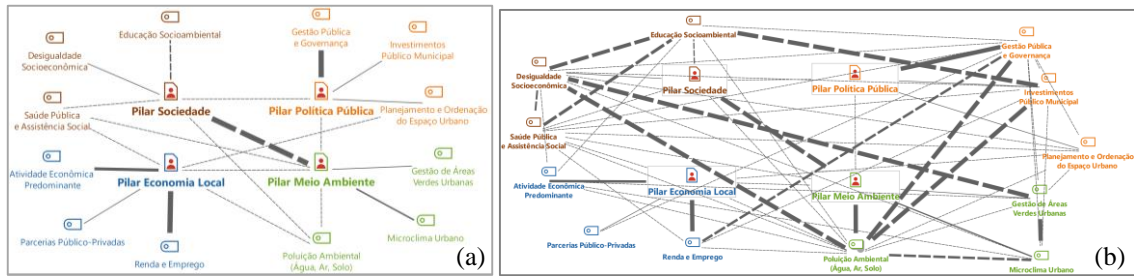 Educação Socioambiental
Gestão Pública
e Governança
Desigualdade
Socioeconômica
Investimentos
Público Municipal
Pilar Sociedade
Pilar Política Pública
Saúde Pública
e Assistência Social
Planejamento e Ordenação
do Espaço Urbano
Atividade Econômica
Predominante
Pilar Economia Local
Pilar Meio Ambiente
Gestão de Áreas
Verdes Urbanas
Parcerias Público-Privadas
Microclima Urbano
Renda e Emprego
Poluição Ambiental
(Água, Ar, Solo)
(a)
Educação Socioambiental
Gestão Pública
e Governança
Desigualdade
Socioeconômica
Pilar Sociedade
Pilar Política Pública
Investimentos
Público Municipal
Saúde Pública
e Assistência Social
Planejamento e Ordenação
do Espaço Urbano
Atividade Econômica
Predominante
Pilar Economia Local
Pilar Meio Ambiente
Gestão de Áreas
Verdes Urbanas
Parcerias Público-Privadas
Renda e Emprego
Poluição Ambiental
(Água, Ar, Solo)
Microclima Urbano
(b)